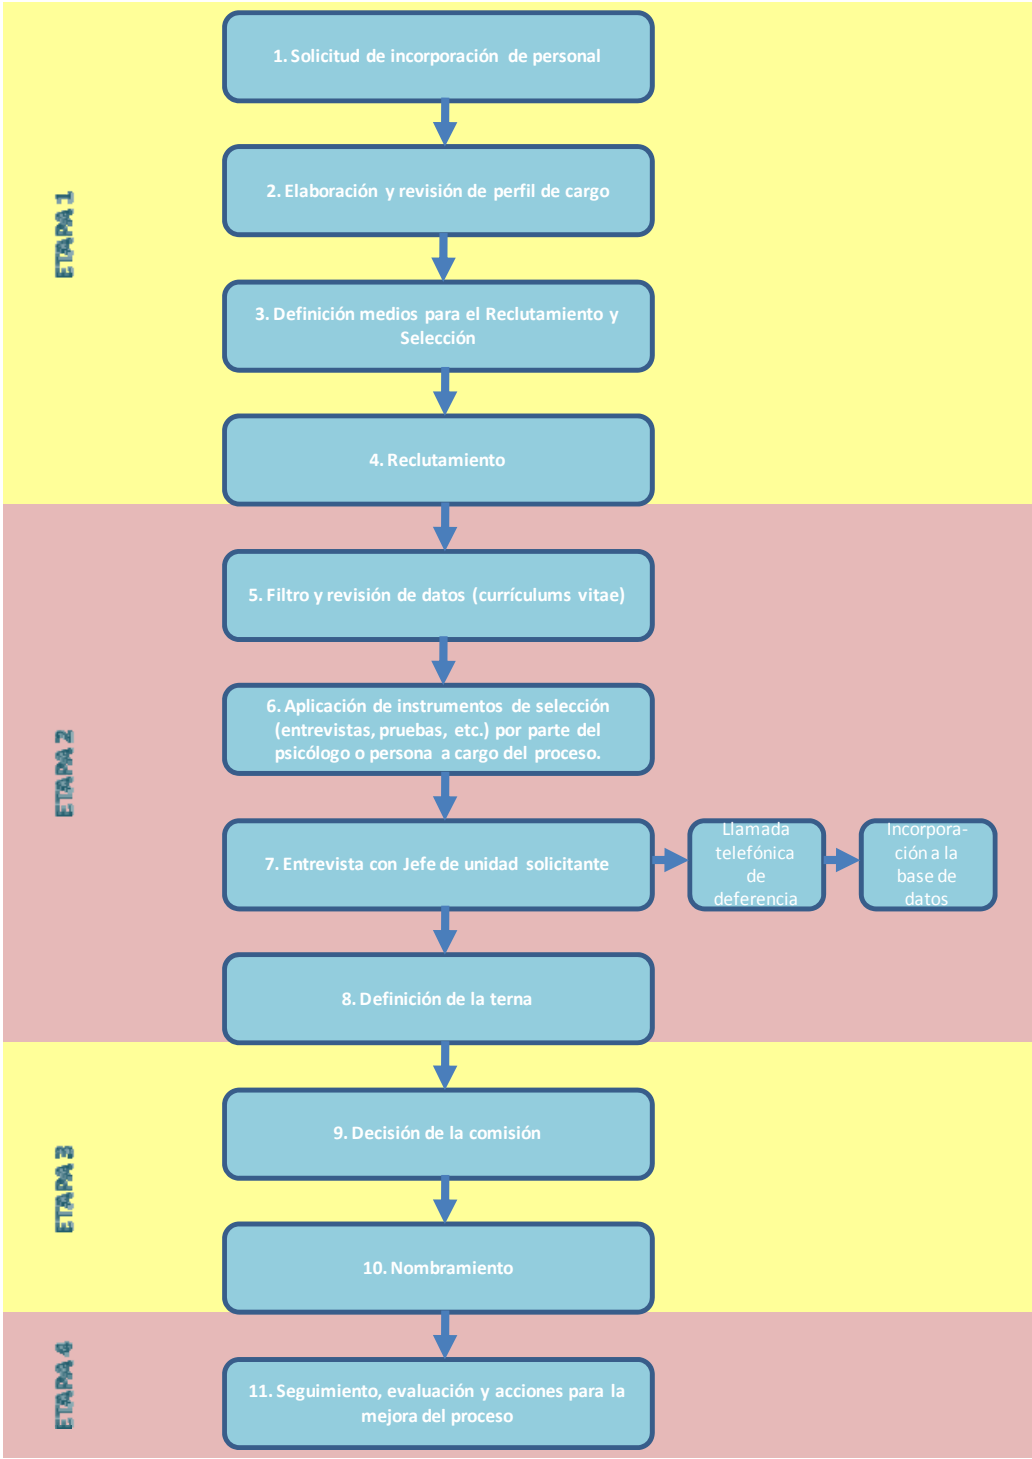 ETAPA 1
1. Solicitud de incorporación de personal
2. Elaboración y revisión de perfil de cargo
3. Definición medios para el Reclutamiento y
Selección
4. Reclutamiento
ETAPA 2
5. Filtro y revisión de datos (currículums vitae)
6. Aplicación de instrumentos de selección
(entrevistas, pruebas, etc.) por parte del
psicólogo o persona a cargo del proceso.
7. Entrevista con Jefe de unidad solicitante
Llamada
telefónica
de
deferencia
Incorpora-
ción a la
base de
datos
8. Definición de la terna
ETAPA 3
9. Decisión de la comisión
10. Nombramiento
ETAPA 4
11. Seguimiento, evaluación y acciones para la
mejora del proceso